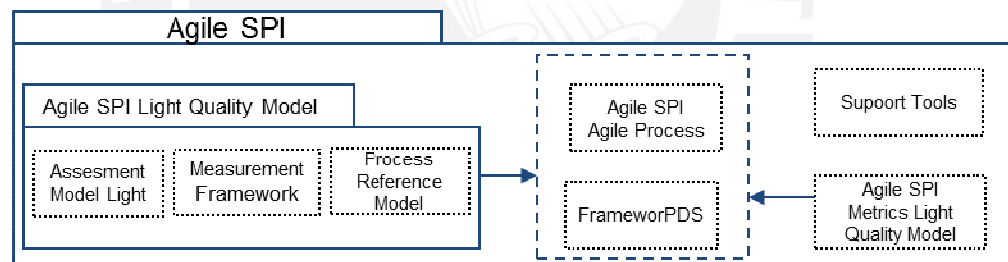 Agile SPI
Agile SPI Light Quality Model
Assesment
Model Light
Measurement
Framework
Process
Reference
Model
Agile SPI
Agile Process
FrameworPDS
Supoort Tools
Agile SPI
Metrics Light
Quality Model